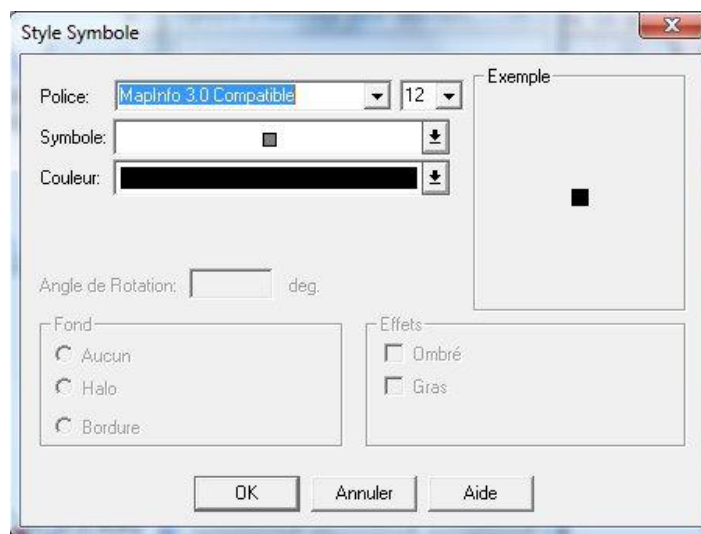 Style Symbole
Exemple
Police: MapInfo 3.0 Compatible 12
Symbole:
Couleur:
Angle de Rotation: deg.
Fond
Aucun
Halo
Bordure
Effets
Ombré
Gras
OK Annuler Aide